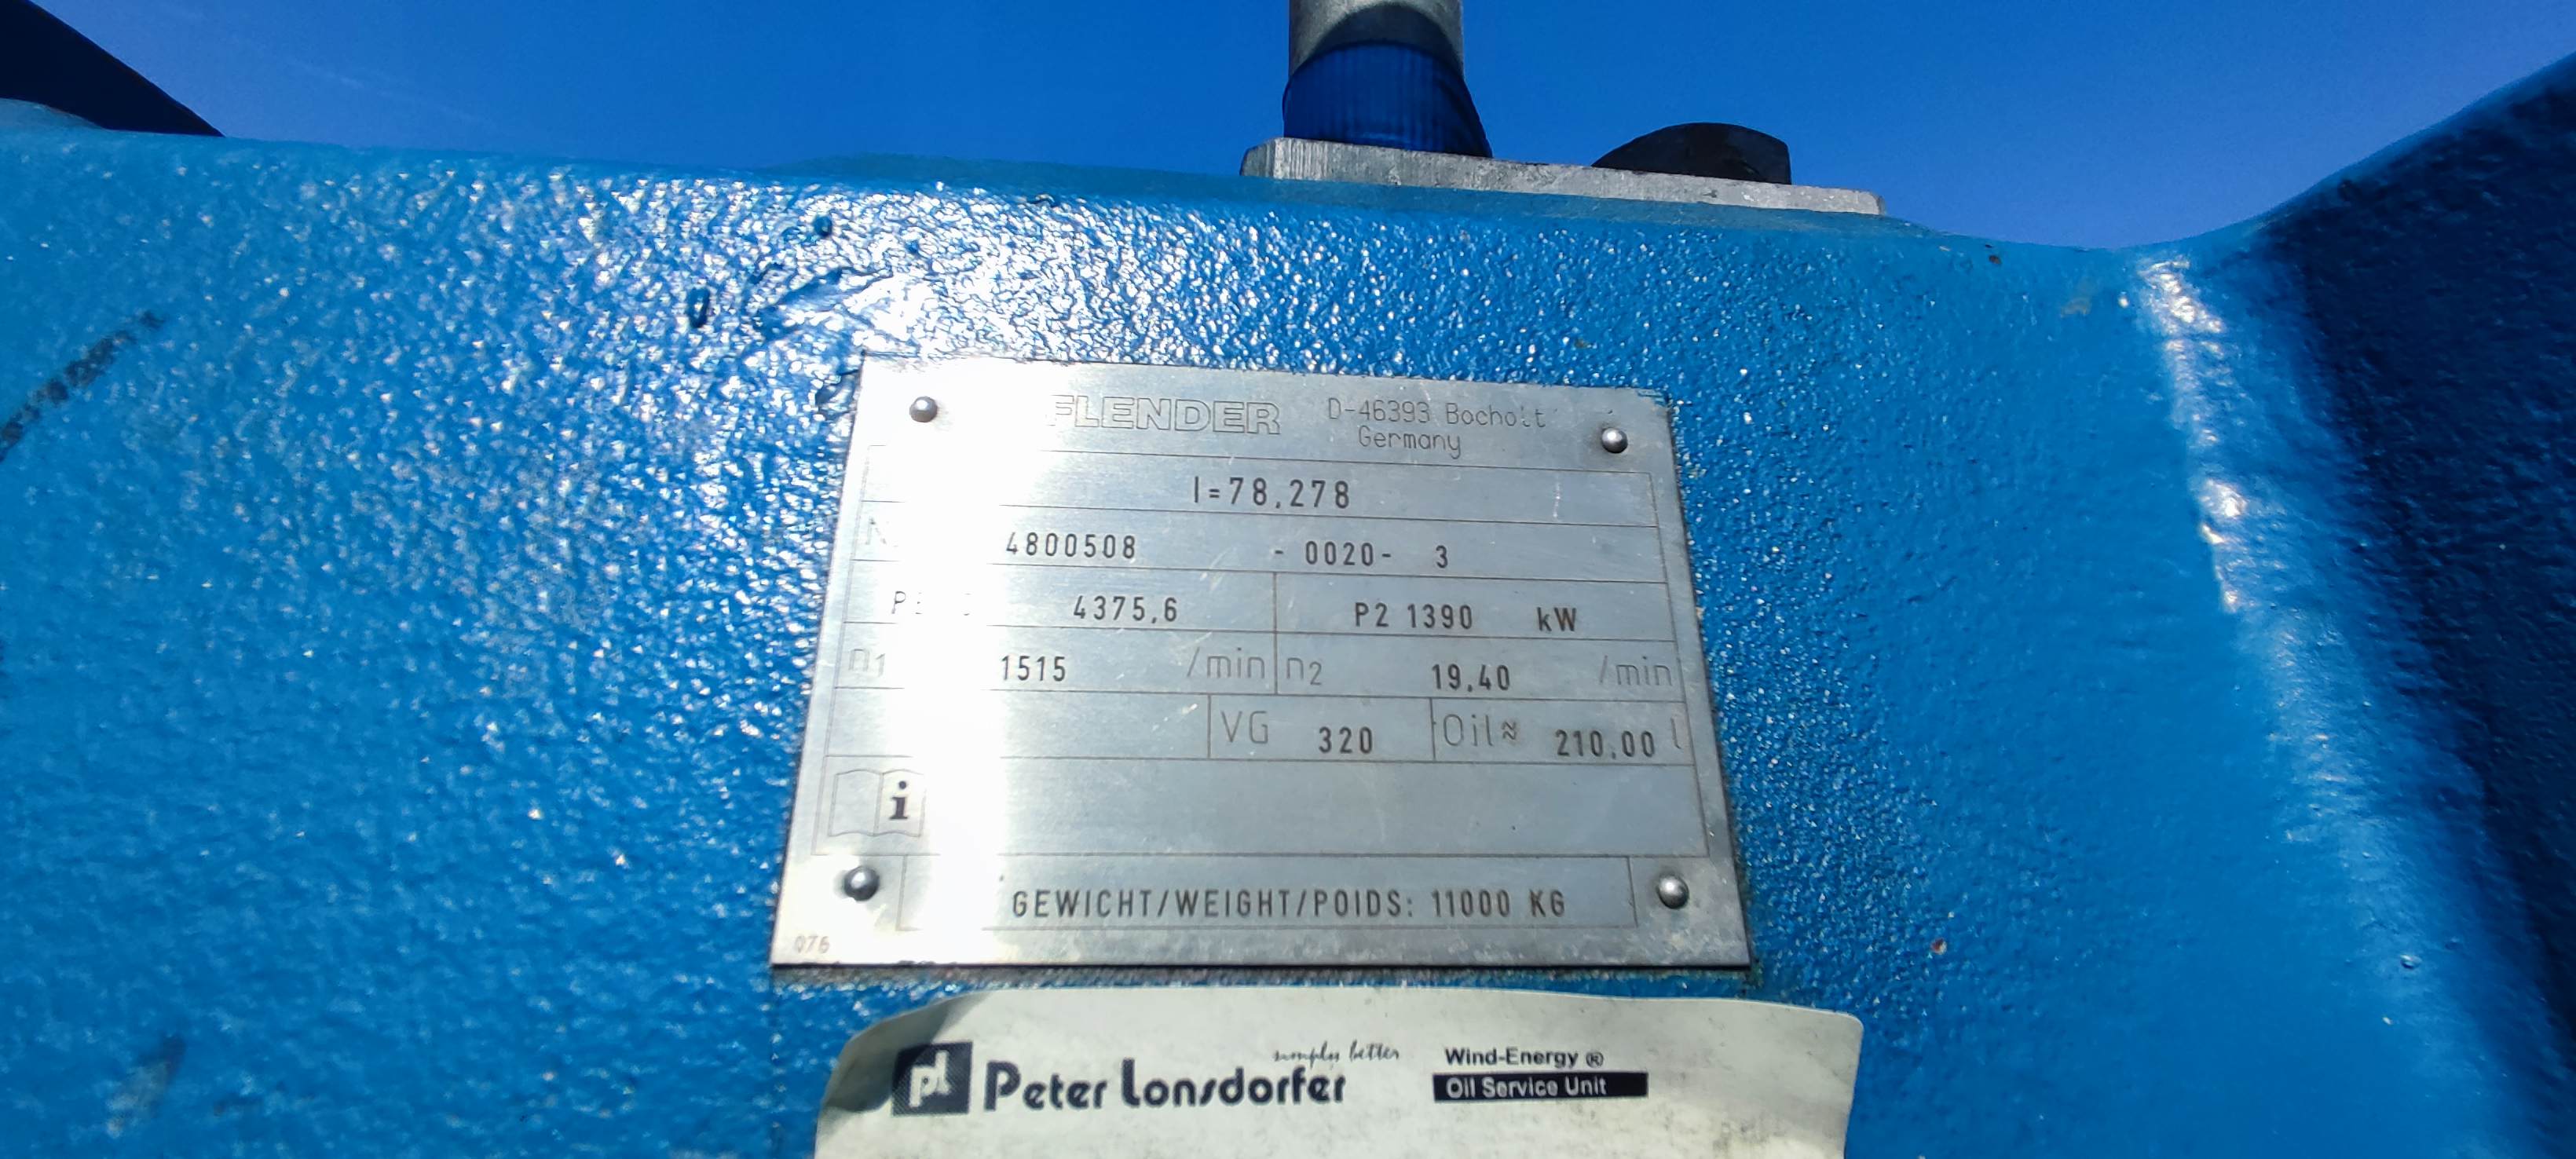 FLENDER D-46393 Bocholt
Germany
I=78,278
4800508 - 0020- 3
4375,6 P2 1390 kW
n1 1515 /min n2 19,40 /min
VG 320 Oil≈ 210,00 l
i
GEWICHT/WEIGHT/POIDS: 11000 KG
076
simply better
pl Peter Lonsdorfer
Wind-Energy ®
Oil Service Unit